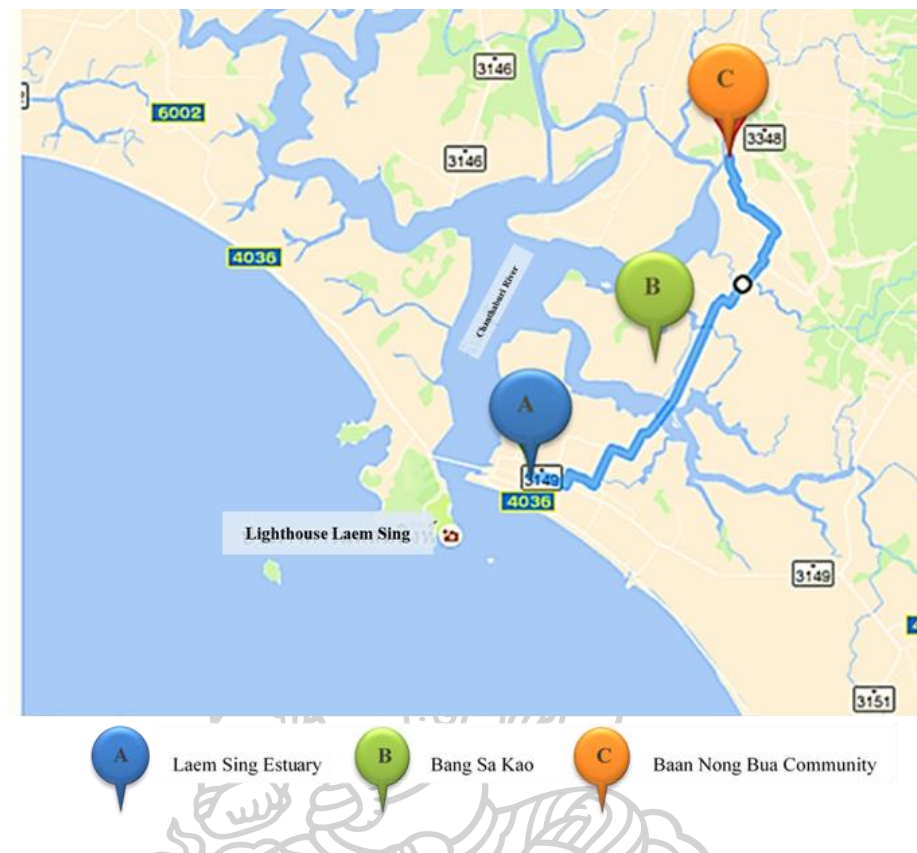 C
3146
6002
3348
3146
4036
B
Chanthaburi River
A
3149
4036
Lighthouse Laem Sing
3149
3151
A Laem Sing Estuary B Bang Sa Kao C Baan Nong Bua Community